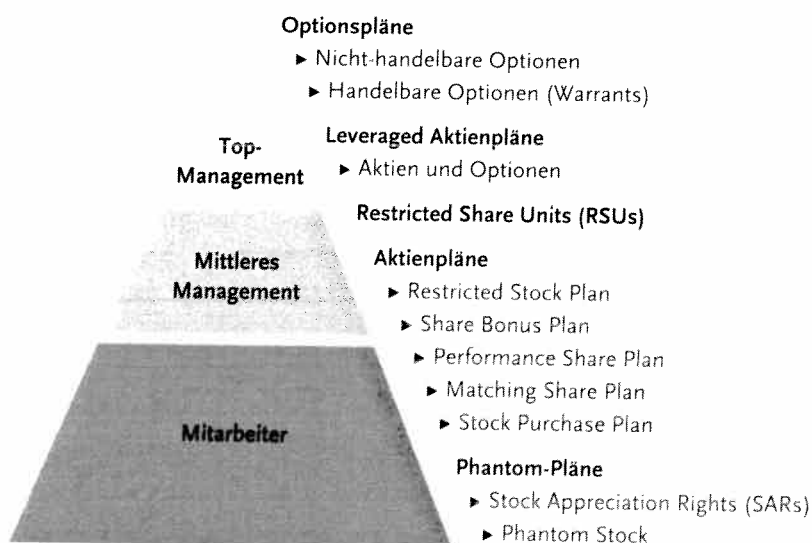 Optionspläne
► Nicht-handelbare Optionen
► Handelbare Optionen (Warrants)
Top-
Management
Leveraged Aktienpläne
► Aktien und Optionen
Restricted Share Units (RSUs)
Mittleres
Management
Aktienpläne
► Restricted Stock Plan
► Share Bonus Plan
► Performance Share Plan
► Matching Share Plan
► Stock Purchase Plan
Mitarbeiter
Phantom-Pläne
► Stock Appreciation Rights (SARs)
► Phantom Stock